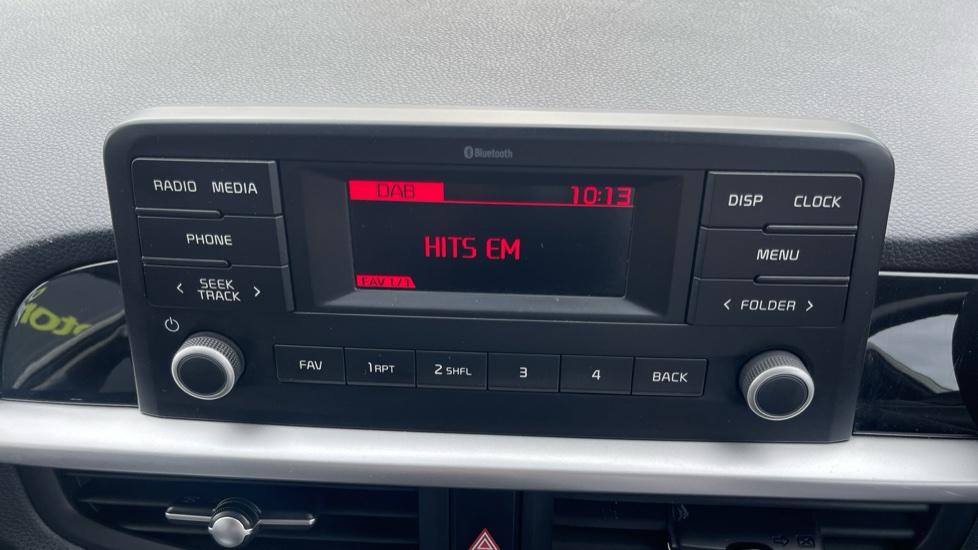 Bluetooth
RADIO MEDIA
PHONE
< SEEK TRACK >
DAB 10:13
HITS EM
FAV 1/1
DISP CLOCK
MENU
< FOLDER >
FAV 1 RPT 2 SHFL 3 4 BACK